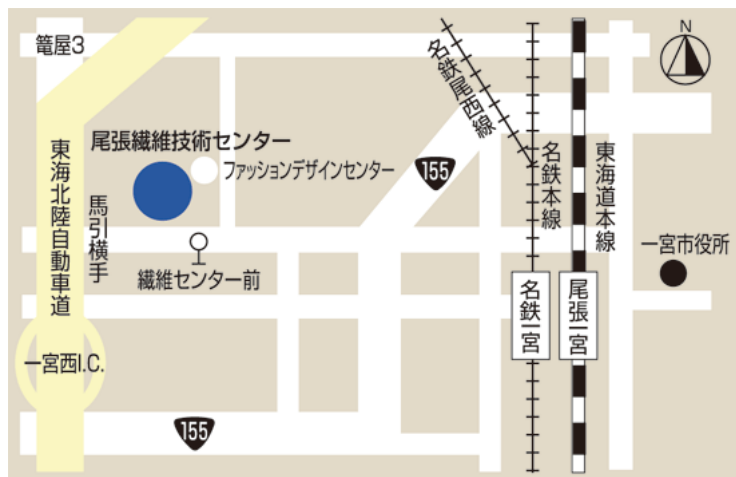 篭屋3
名鉄尾西線
N
尾張繊維技術センター
ファッションデザインセンター
155
名鉄本線
東海道本線
東海北陸自動車道
馬引横手
一宮市役所
繊維センター前
名鉄一宮
尾張一宮
一宮西I.C.
155